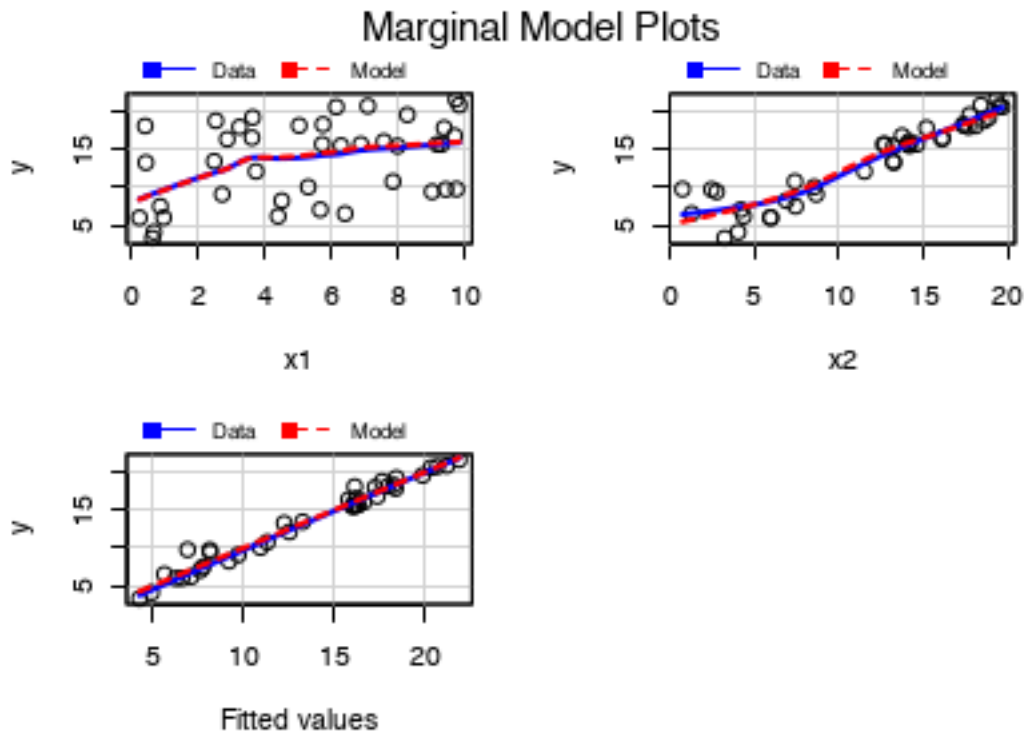 Marginal Model Plots
Data Model
y
15
5
0 2 4 6 8 10
x1
Data Model
y
15
5
0 5 10 15 20
x2
Data Model
y
15
5
5 10 15 20
Fitted values